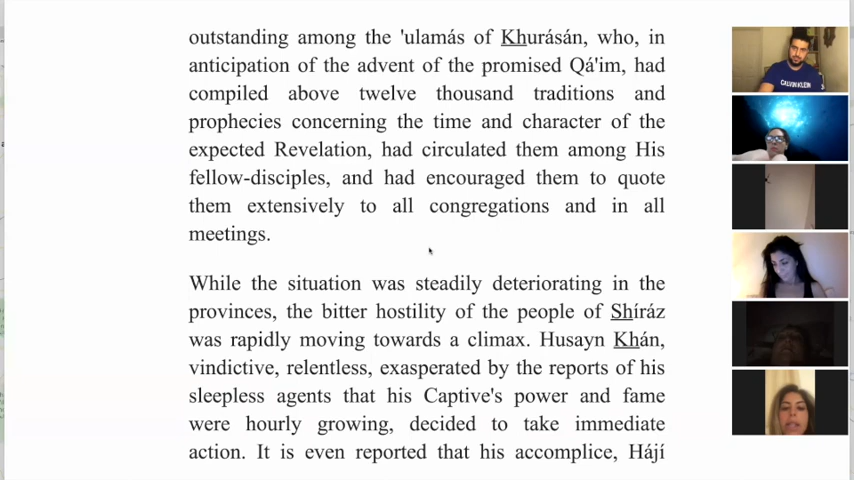 outstanding among the 'ulamás of Khurásán, who, in
anticipation of the advent of the promised Qá'im, had
compiled above twelve thousand traditions and
prophecies concerning the time and character of the
expected Revelation, had circulated them among His
fellow-disciples, and had encouraged them to quote
them extensively to all congregations and in all
meetings.
While the situation was steadily deteriorating in the
provinces, the bitter hostility of the people of Shíráz
was rapidly moving towards a climax. Husayn Khán,
vindictive, relentless, exasperated by the reports of his
sleepless agents that his Captive's power and fame
were hourly growing, decided to take immediate
action. It is even reported that his accomplice, Hájí
CALVIN KLEIN